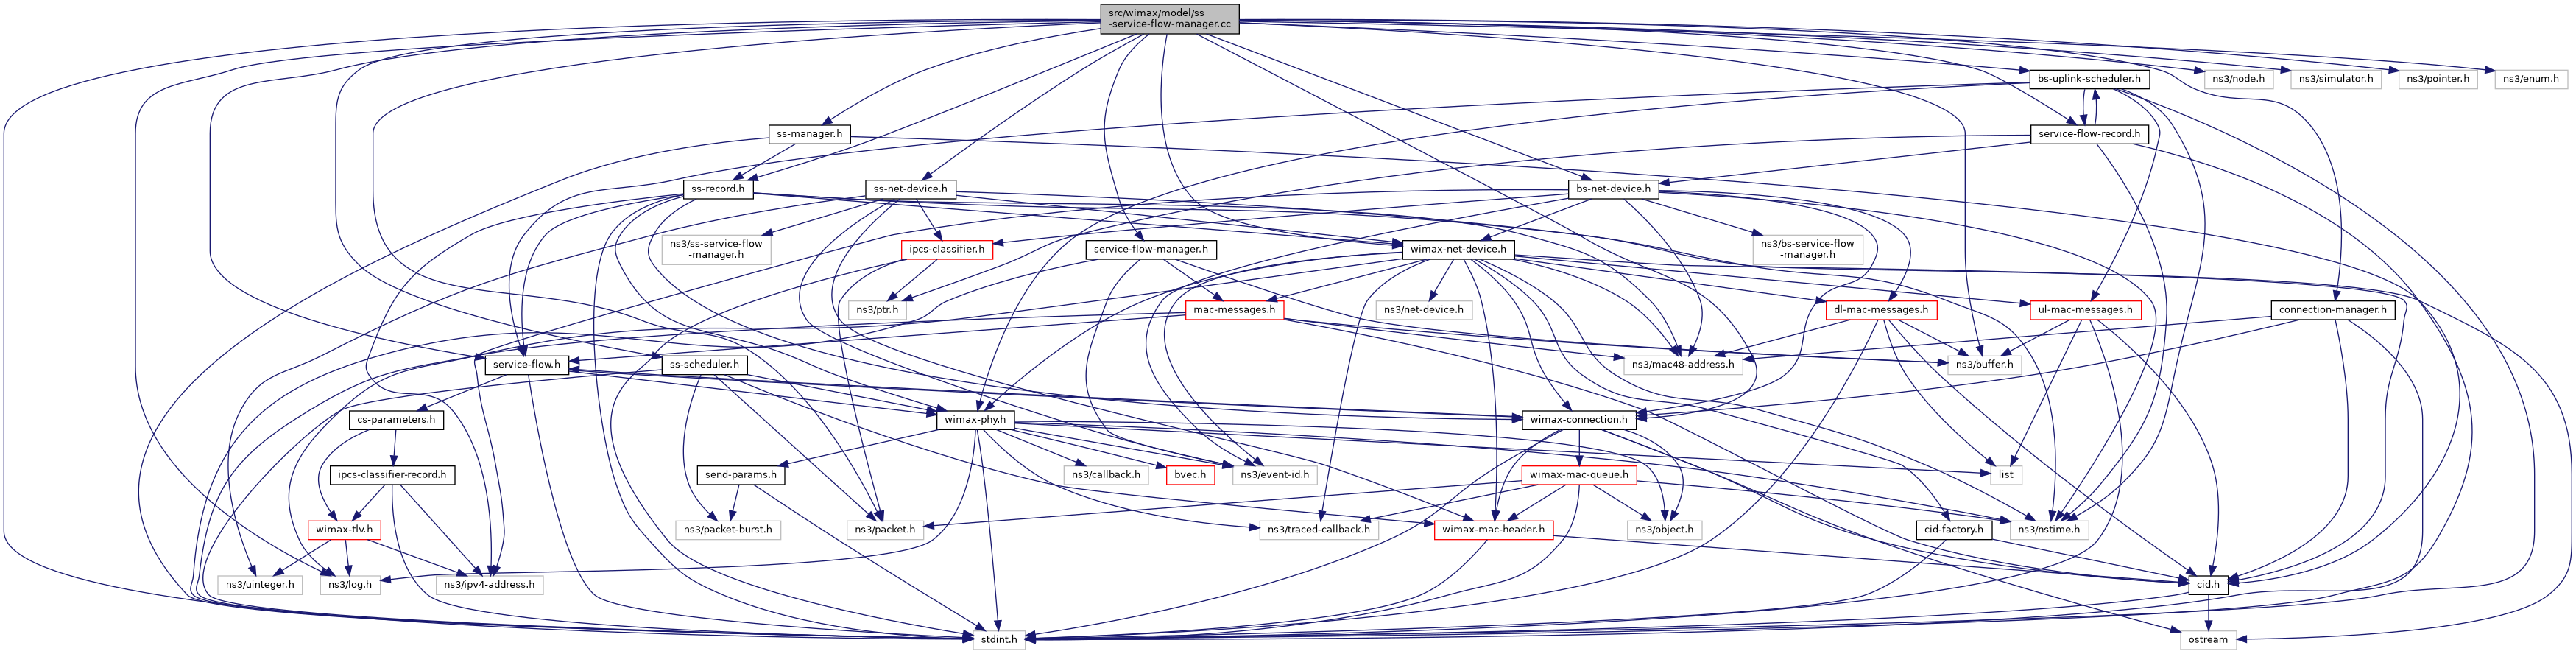 src/wimax/model/ss
-service-flow-manager.cc
bs-uplink-scheduler.h
ns3/node.h
ns3/simulator.h
ns3/pointer.h
ns3/enum.h
ss-manager.h
service-flow-record.h
ss-record.h
ss-net-device.h
bs-net-device.h
ns3/ss-service-flow
-manager.h
ipcs-classifier.h
service-flow-manager.h
wimax-net-device.h
ns3/bs-service-flow
-manager.h
ns3/ptr.h
mac-messages.h
ns3/net-device.h
dl-mac-messages.h
ul-mac-messages.h
connection-manager.h
service-flow.h
ss-scheduler.h
ns3/mac48-address.h
ns3/buffer.h
cs-parameters.h
wimax-phy.h
wimax-connection.h
ipcs-classifier-record.h
send-params.h
ns3/callback.h
bvec.h
ns3/event-id.h
wimax-mac-queue.h
list
wimax-tlv.h
ns3/packet-burst.h
ns3/packet.h
ns3/traced-callback.h
wimax-mac-header.h
ns3/object.h
cid-factory.h
ns3/nstime.h
ns3/uinteger.h
ns3/log.h
ns3/ipv4-address.h
cid.h
stdint.h
ostream